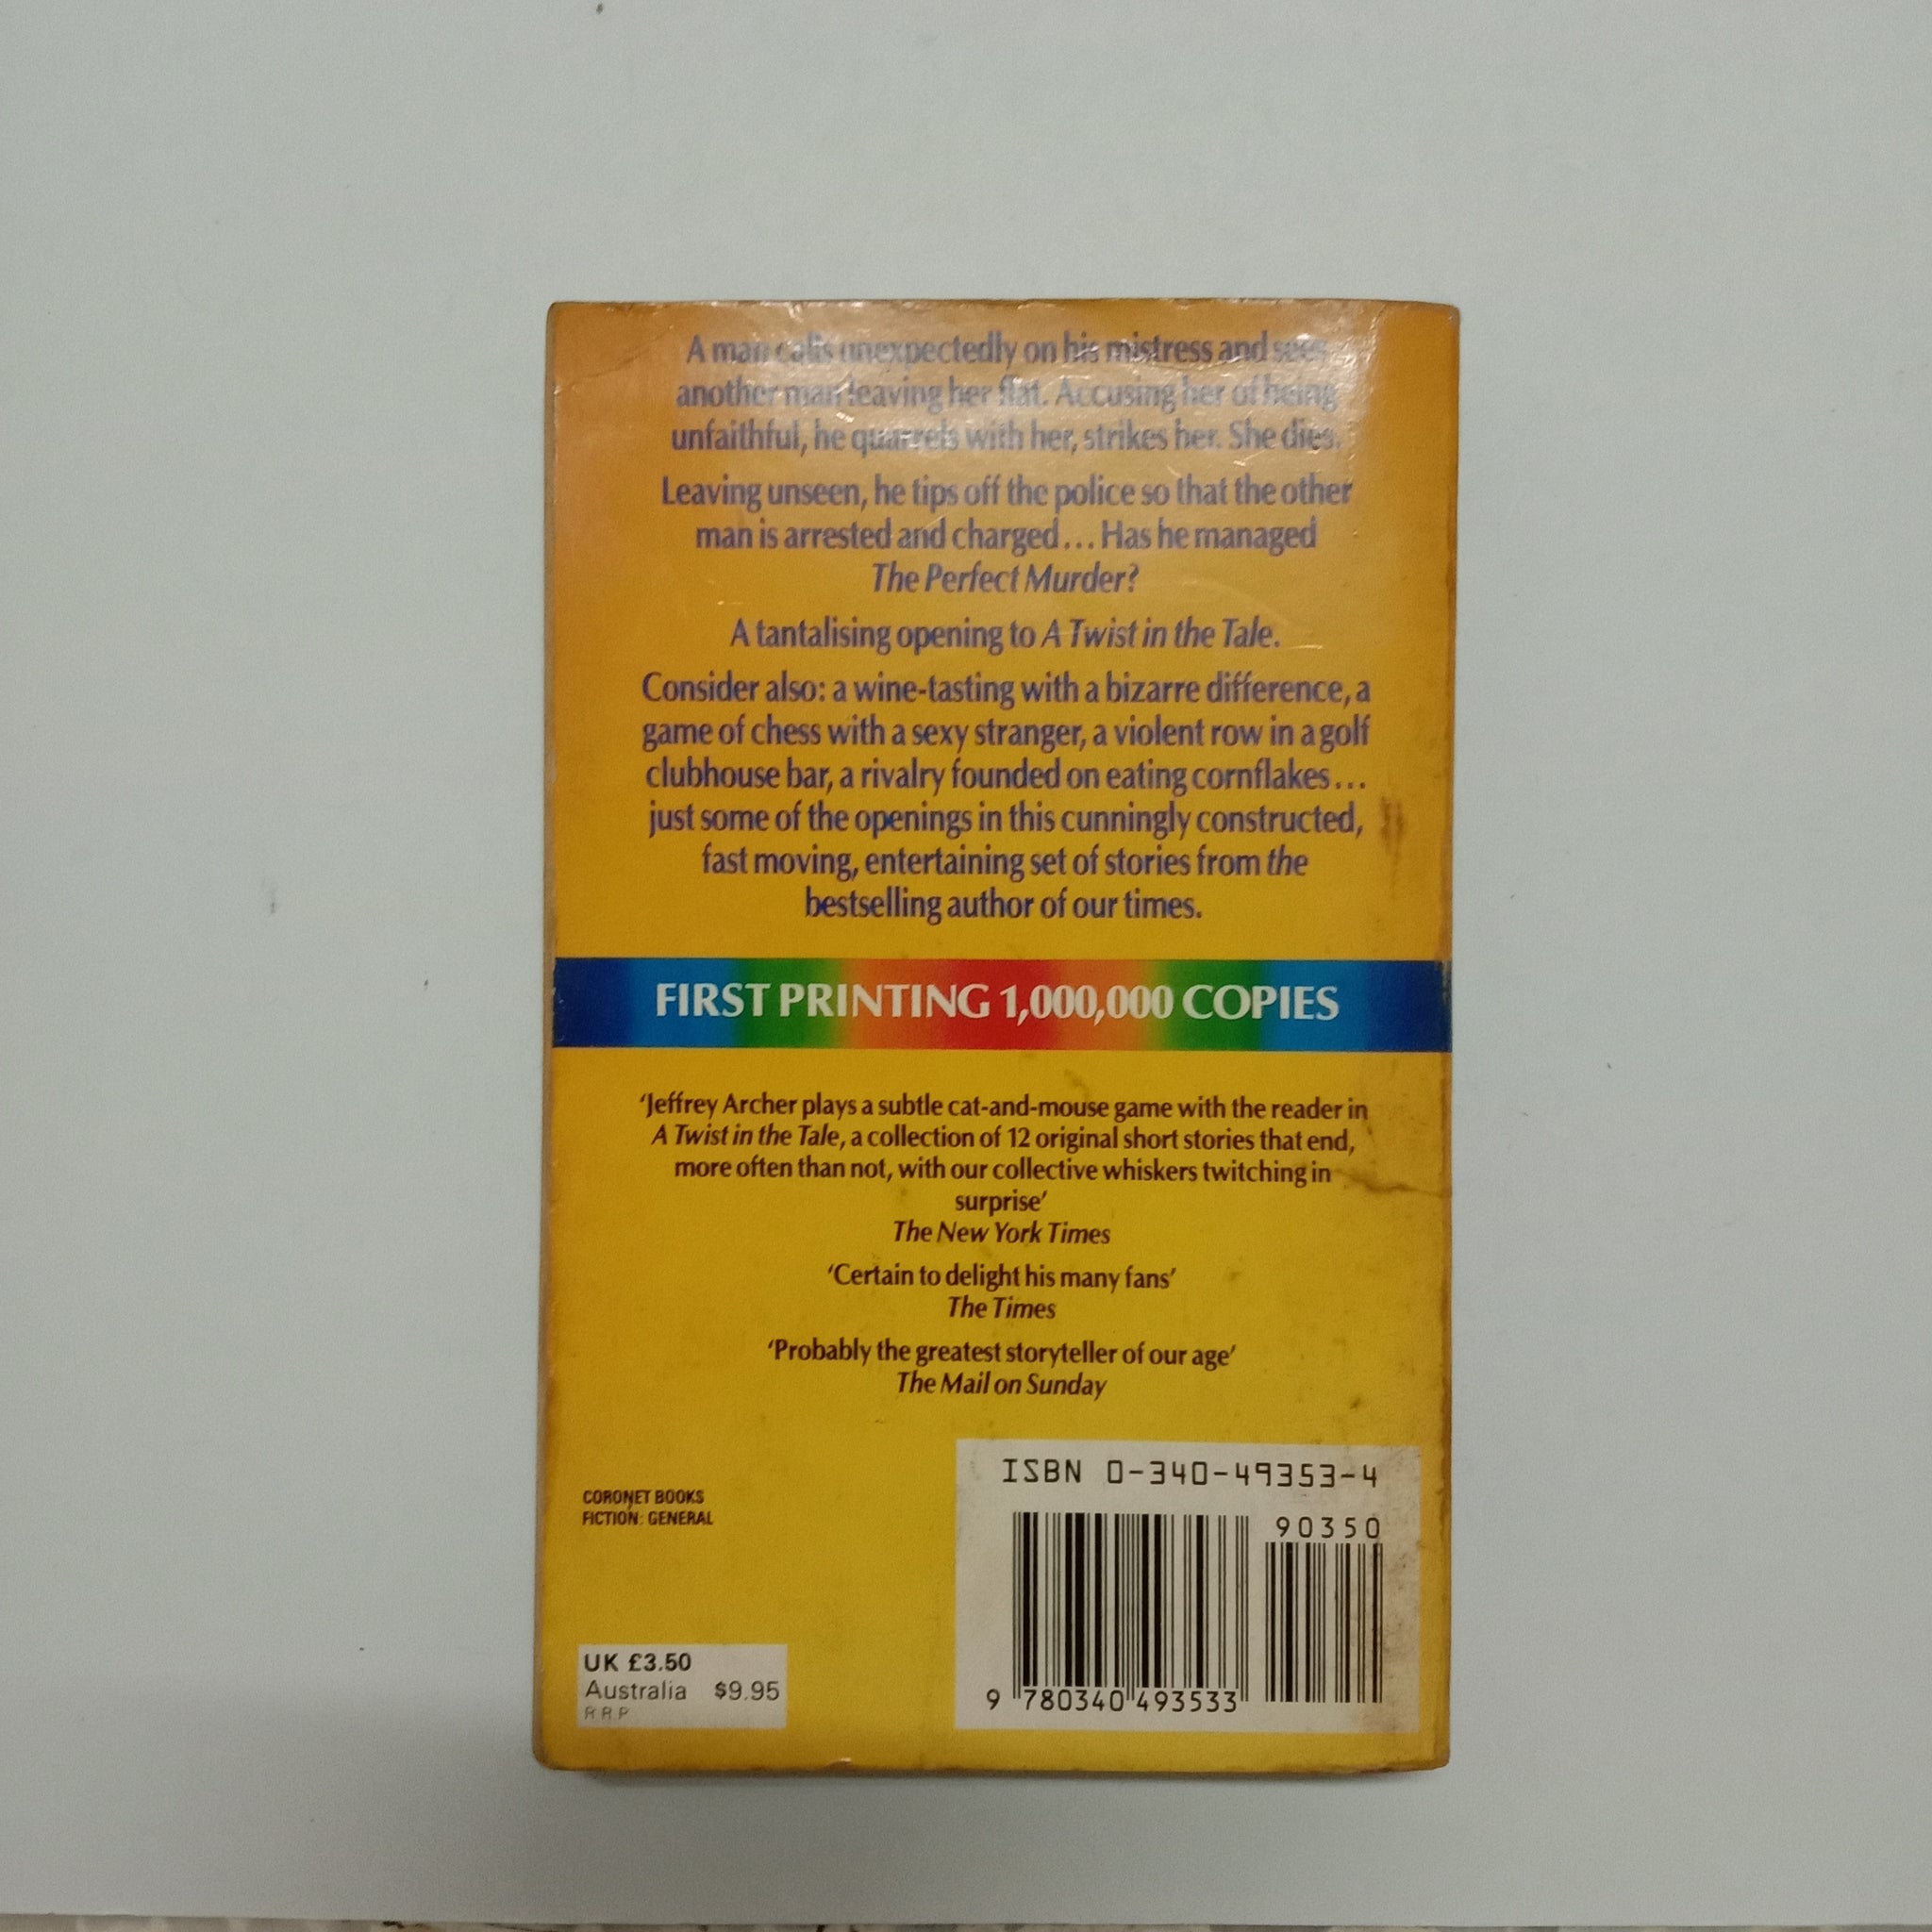 A man calls unexpectedly on his mistress and sees
another man leaving her flat. Accusing her of being
unfaithful, he quarrels with her, strikes her. She dies.
Leaving unseen, he tips off the police so that the other
man is arrested and charged... Has he managed
The Perfect Murder?
A tantalising opening to A Twist in the Tale.
Consider also: a wine-tasting with a bizarre difference, a
game of chess with a sexy stranger, a violent row in a golf
clubhouse bar, a rivalry founded on eating cornflakes...
just some of the openings in this cunningly constructed,
fast moving, entertaining set of stories from the
bestselling author of our times.
FIRST PRINTING 1,000,000 COPIES
‘Jeffrey Archer plays a subtle cat-and-mouse game with the reader in
A Twist in the Tale, a collection of 12 original short stories that end,
more often than not, with our collective whiskers twitching in
surprise’
The New York Times
‘Certain to delight his many fans’
The Times
‘Probably the greatest storyteller of our age’
The Mail on Sunday
CORONET BOOKS
FICTION: GENERAL
UK £3.50
Australia $9.95
RRP
ISBN 0-340-49353-4
90350
9 780340 493533